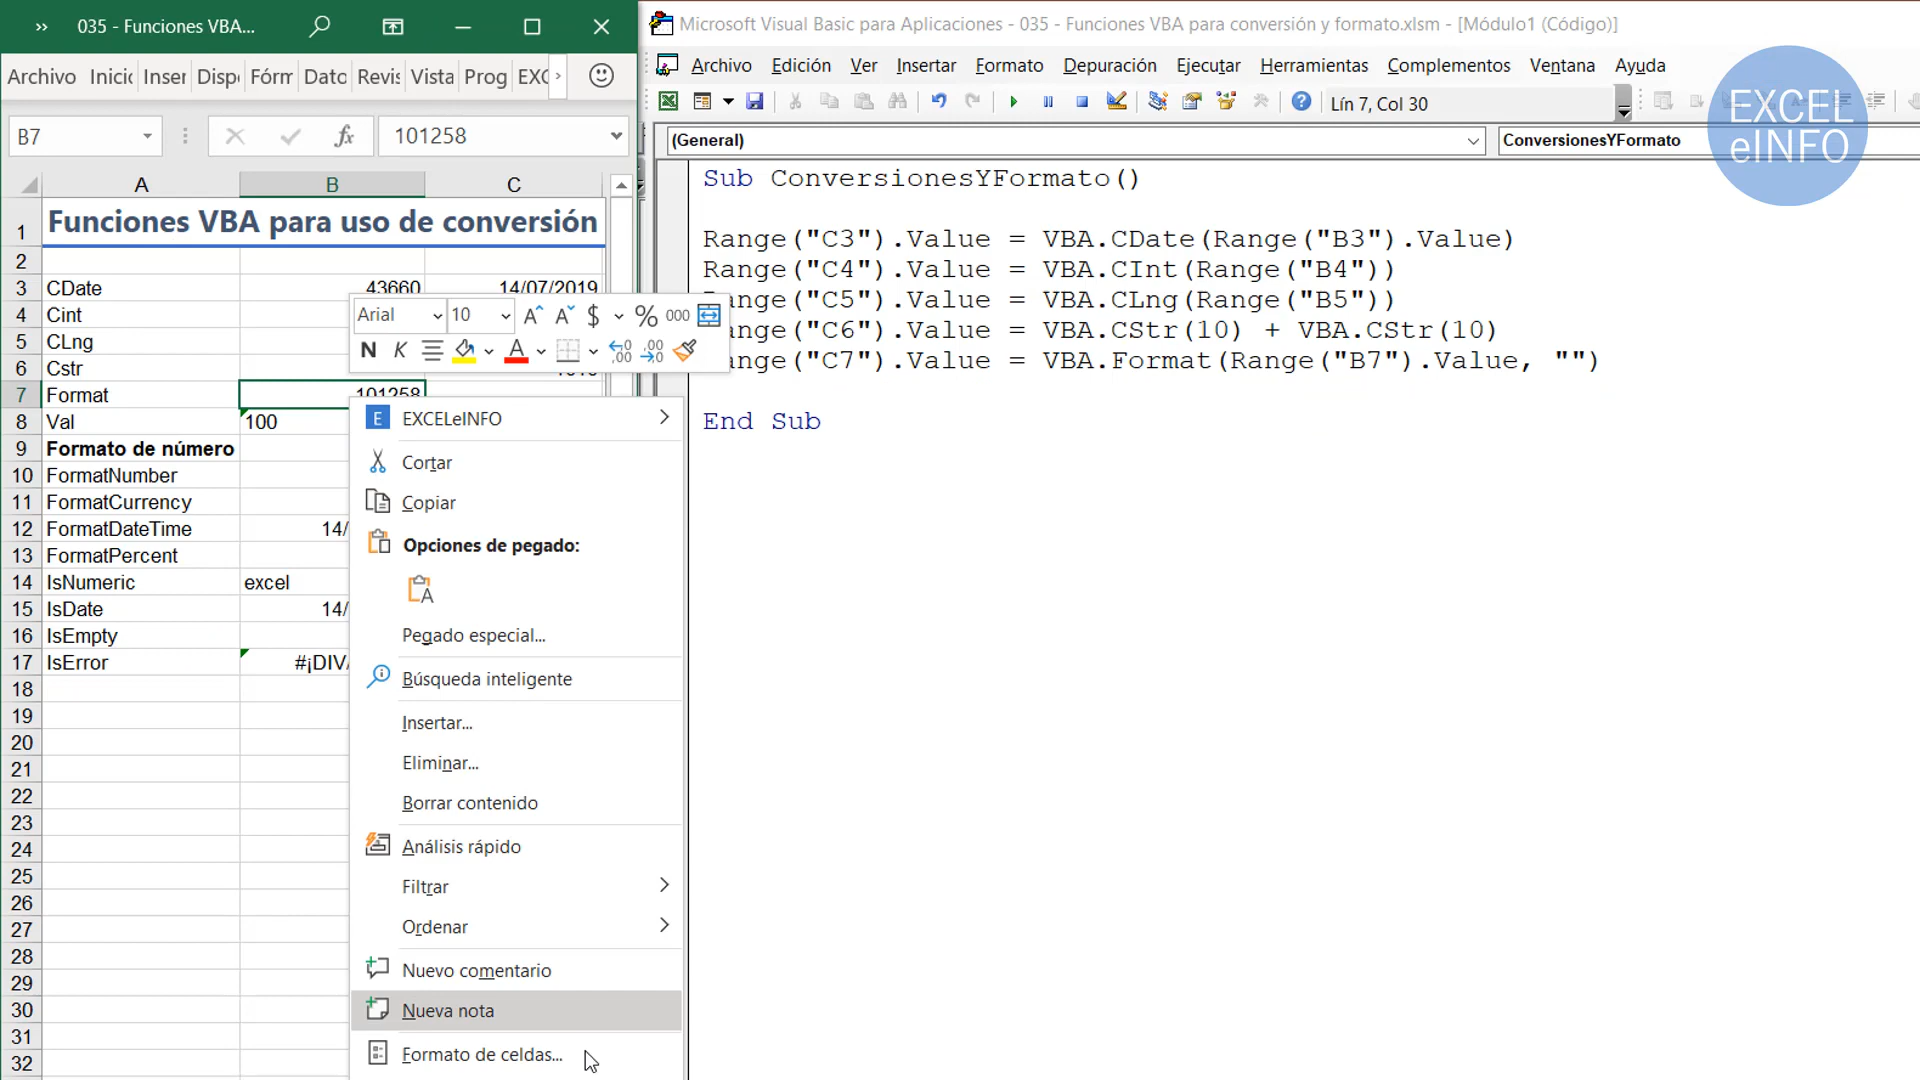 035 - Funciones VBA...
Archivo Inicio Inser Dispo Fórm Dato Revis Vista Prog EXC
B7 fx 101258
A B C
1 Funciones VBA para uso de conversión
2
3 CDate 43660 14/07/2019
4 Cint
5 CLng
6 Cstr 1010
7 Format 101258
8 Val 100
9 Formato de número
10 FormatNumber
11 FormatCurrency
12 FormatDateTime 14/
13 FormatPercent
14 IsNumeric excel
15 IsDate 14/
16 IsEmpty
17 IsError #¡DIV/
18
19
20
21
22
23
24
25
26
27
28
29
30
31
32
Arial 10 $ % 000
N K A
EXCELeINFO
Cortar
Copiar
Opciones de pegado:
Pegado especial...
Búsqueda inteligente
Insertar...
Eliminar...
Borrar contenido
Análisis rápido
Filtrar
Ordenar
Nuevo comentario
Nueva nota
Formato de celdas...
Microsoft Visual Basic para Aplicaciones - 035 - Funciones VBA para conversión y formato.xlsm - [Módulo1 (Código)]
Archivo Edición Ver Insertar Formato Depuración Ejecutar Herramientas Complementos Ventana Ayuda
Lín 7, Col 30
(General) ConversionesYFormato
EXCEL
eINFO
Sub ConversionesYFormato()
Range("C3").Value = VBA.CDate(Range("B3").Value)
Range("C4").Value = VBA.CInt(Range("B4"))
ange("C5").Value = VBA.CLng(Range("B5"))
ange("C6").Value = VBA.CStr(10) + VBA.CStr(10)
ange("C7").Value = VBA.Format(Range("B7").Value, "")
End Sub